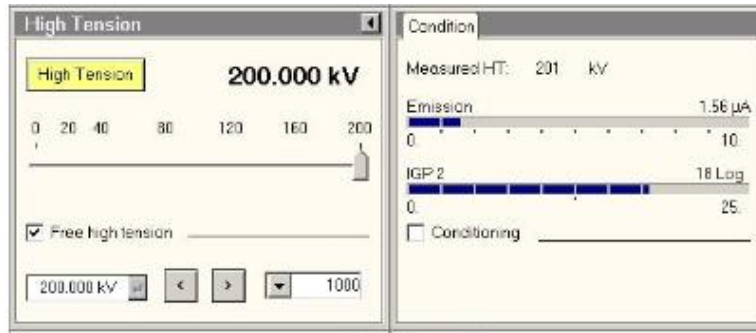 High Tension
High Tension
200.000 kV
0 20 40 80 120 160 200
Free high tension
200.000 kV < > 1000
Condition
Measured HT: 201 kV
Emission 1.56 µA
0. 10.
IGP 2 18 Log
0. 25.
Conditioning